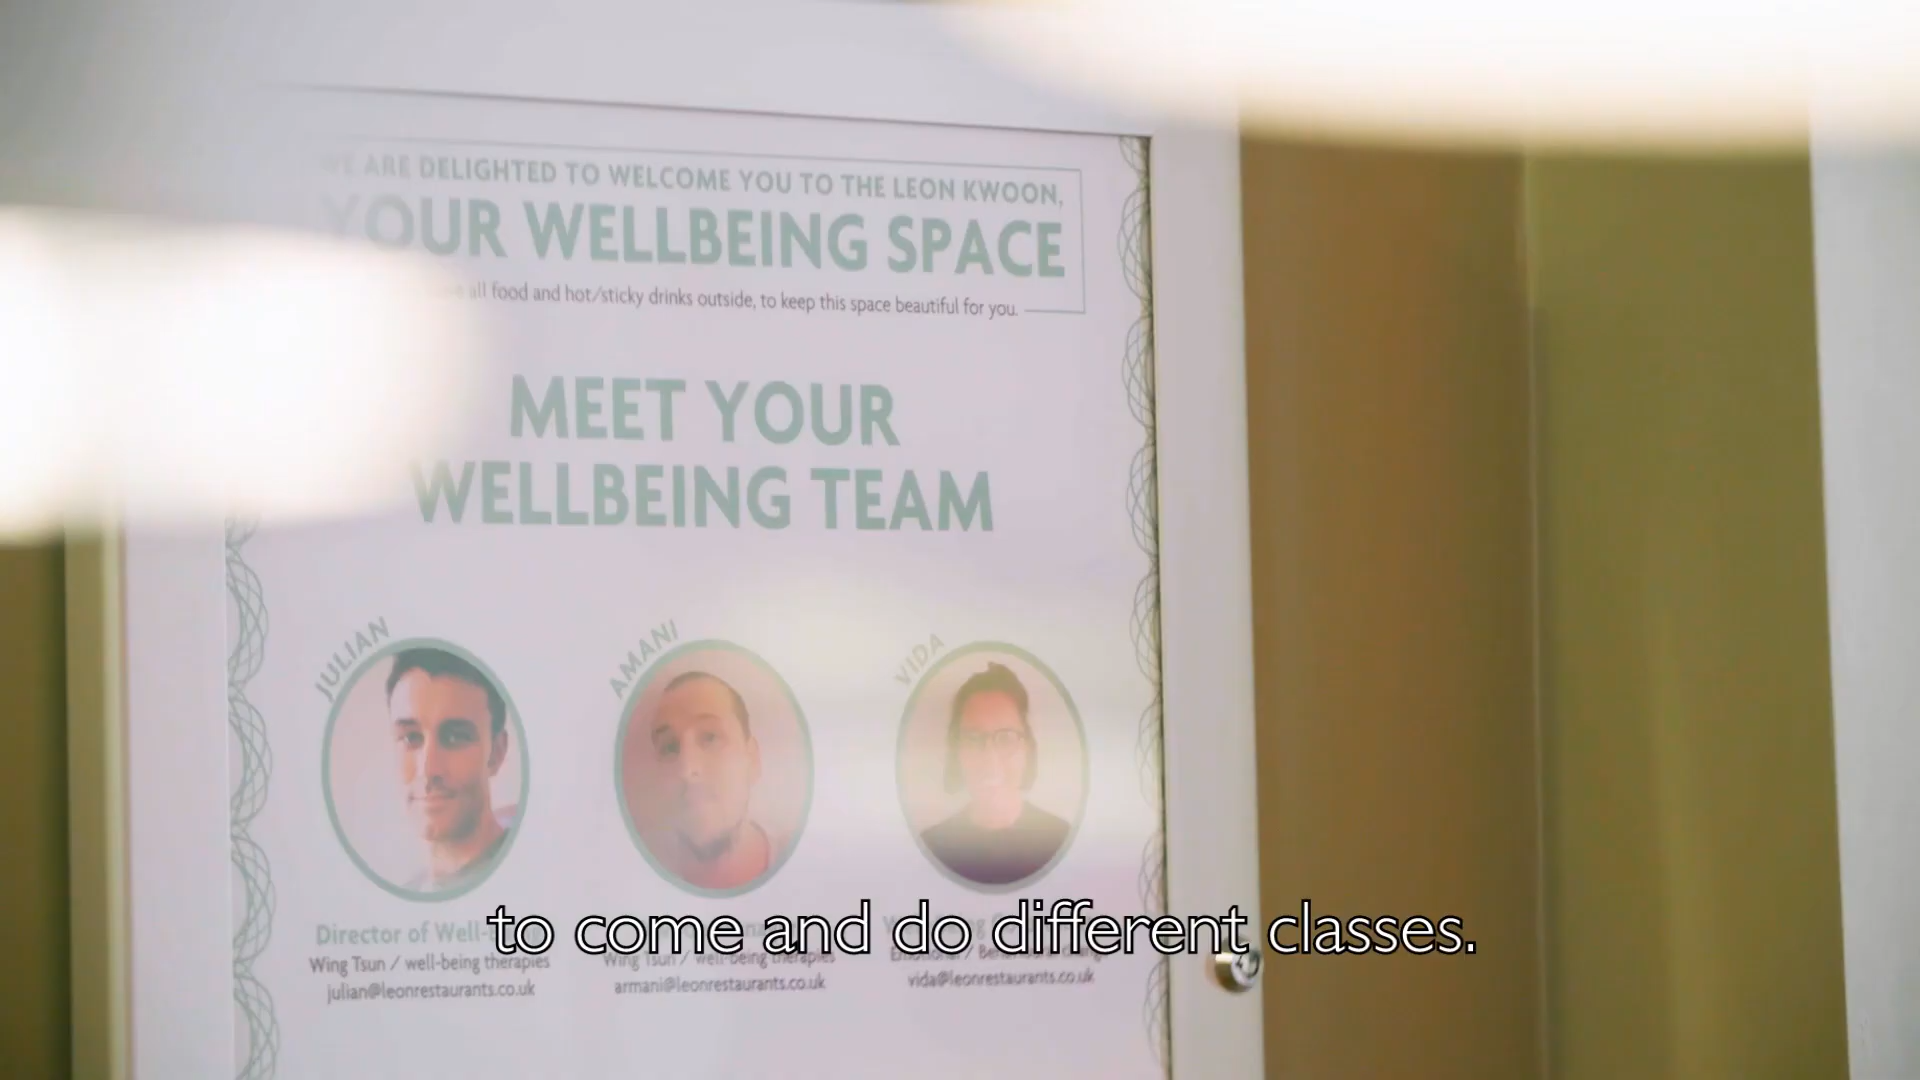 WE ARE DELIGHTED TO WELCOME YOU TO THE LEON KWOON,
YOUR WELLBEING SPACE
all food and hot/sticky drinks outside, to keep this space beautiful for you.
MEET YOUR
WELLBEING TEAM
JULIAN
AMANI
VIDA
Director of Well-
Wing Tsun / well-being therapies
julian@leonrestaurants.co.uk
Wing Tsun / well-being therapies
armani@leonrestaurants.co.uk
Emotional /
vida@leonrestaurants.co.uk
to come and do different classes.